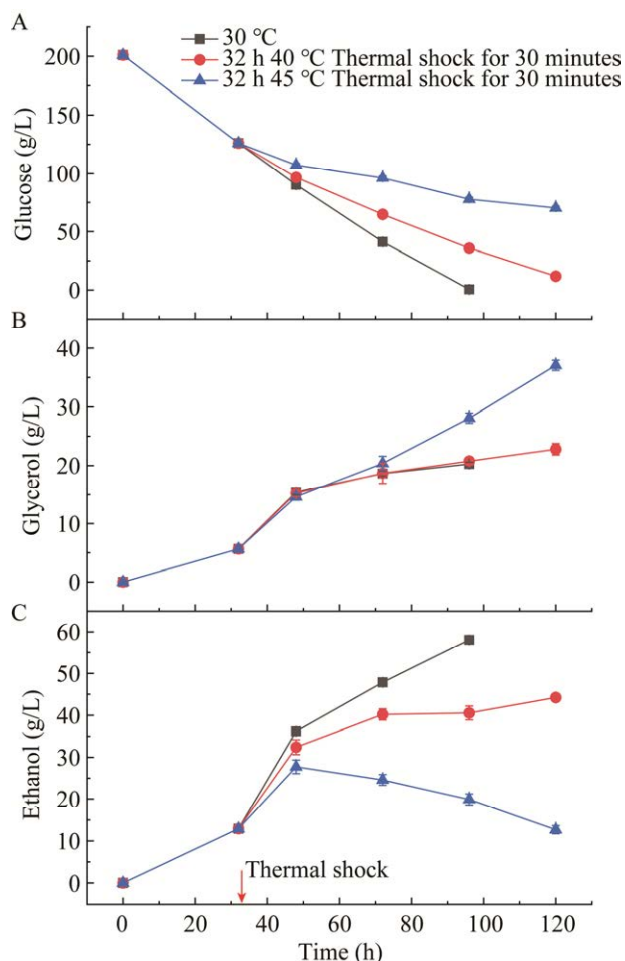 A
30 ℃
32 h 40 ℃ Thermal shock for 30 minutes
32 h 45 ℃ Thermal shock for 30 minutes
200
150
100
50
0
Glucose (g/L)
B
40
30
20
10
0
Glycerol (g/L)
C
60
50
40
30
20
10
0
Ethanol (g/L)
Thermal shock
0 20 40 60 80 100 120
Time (h)